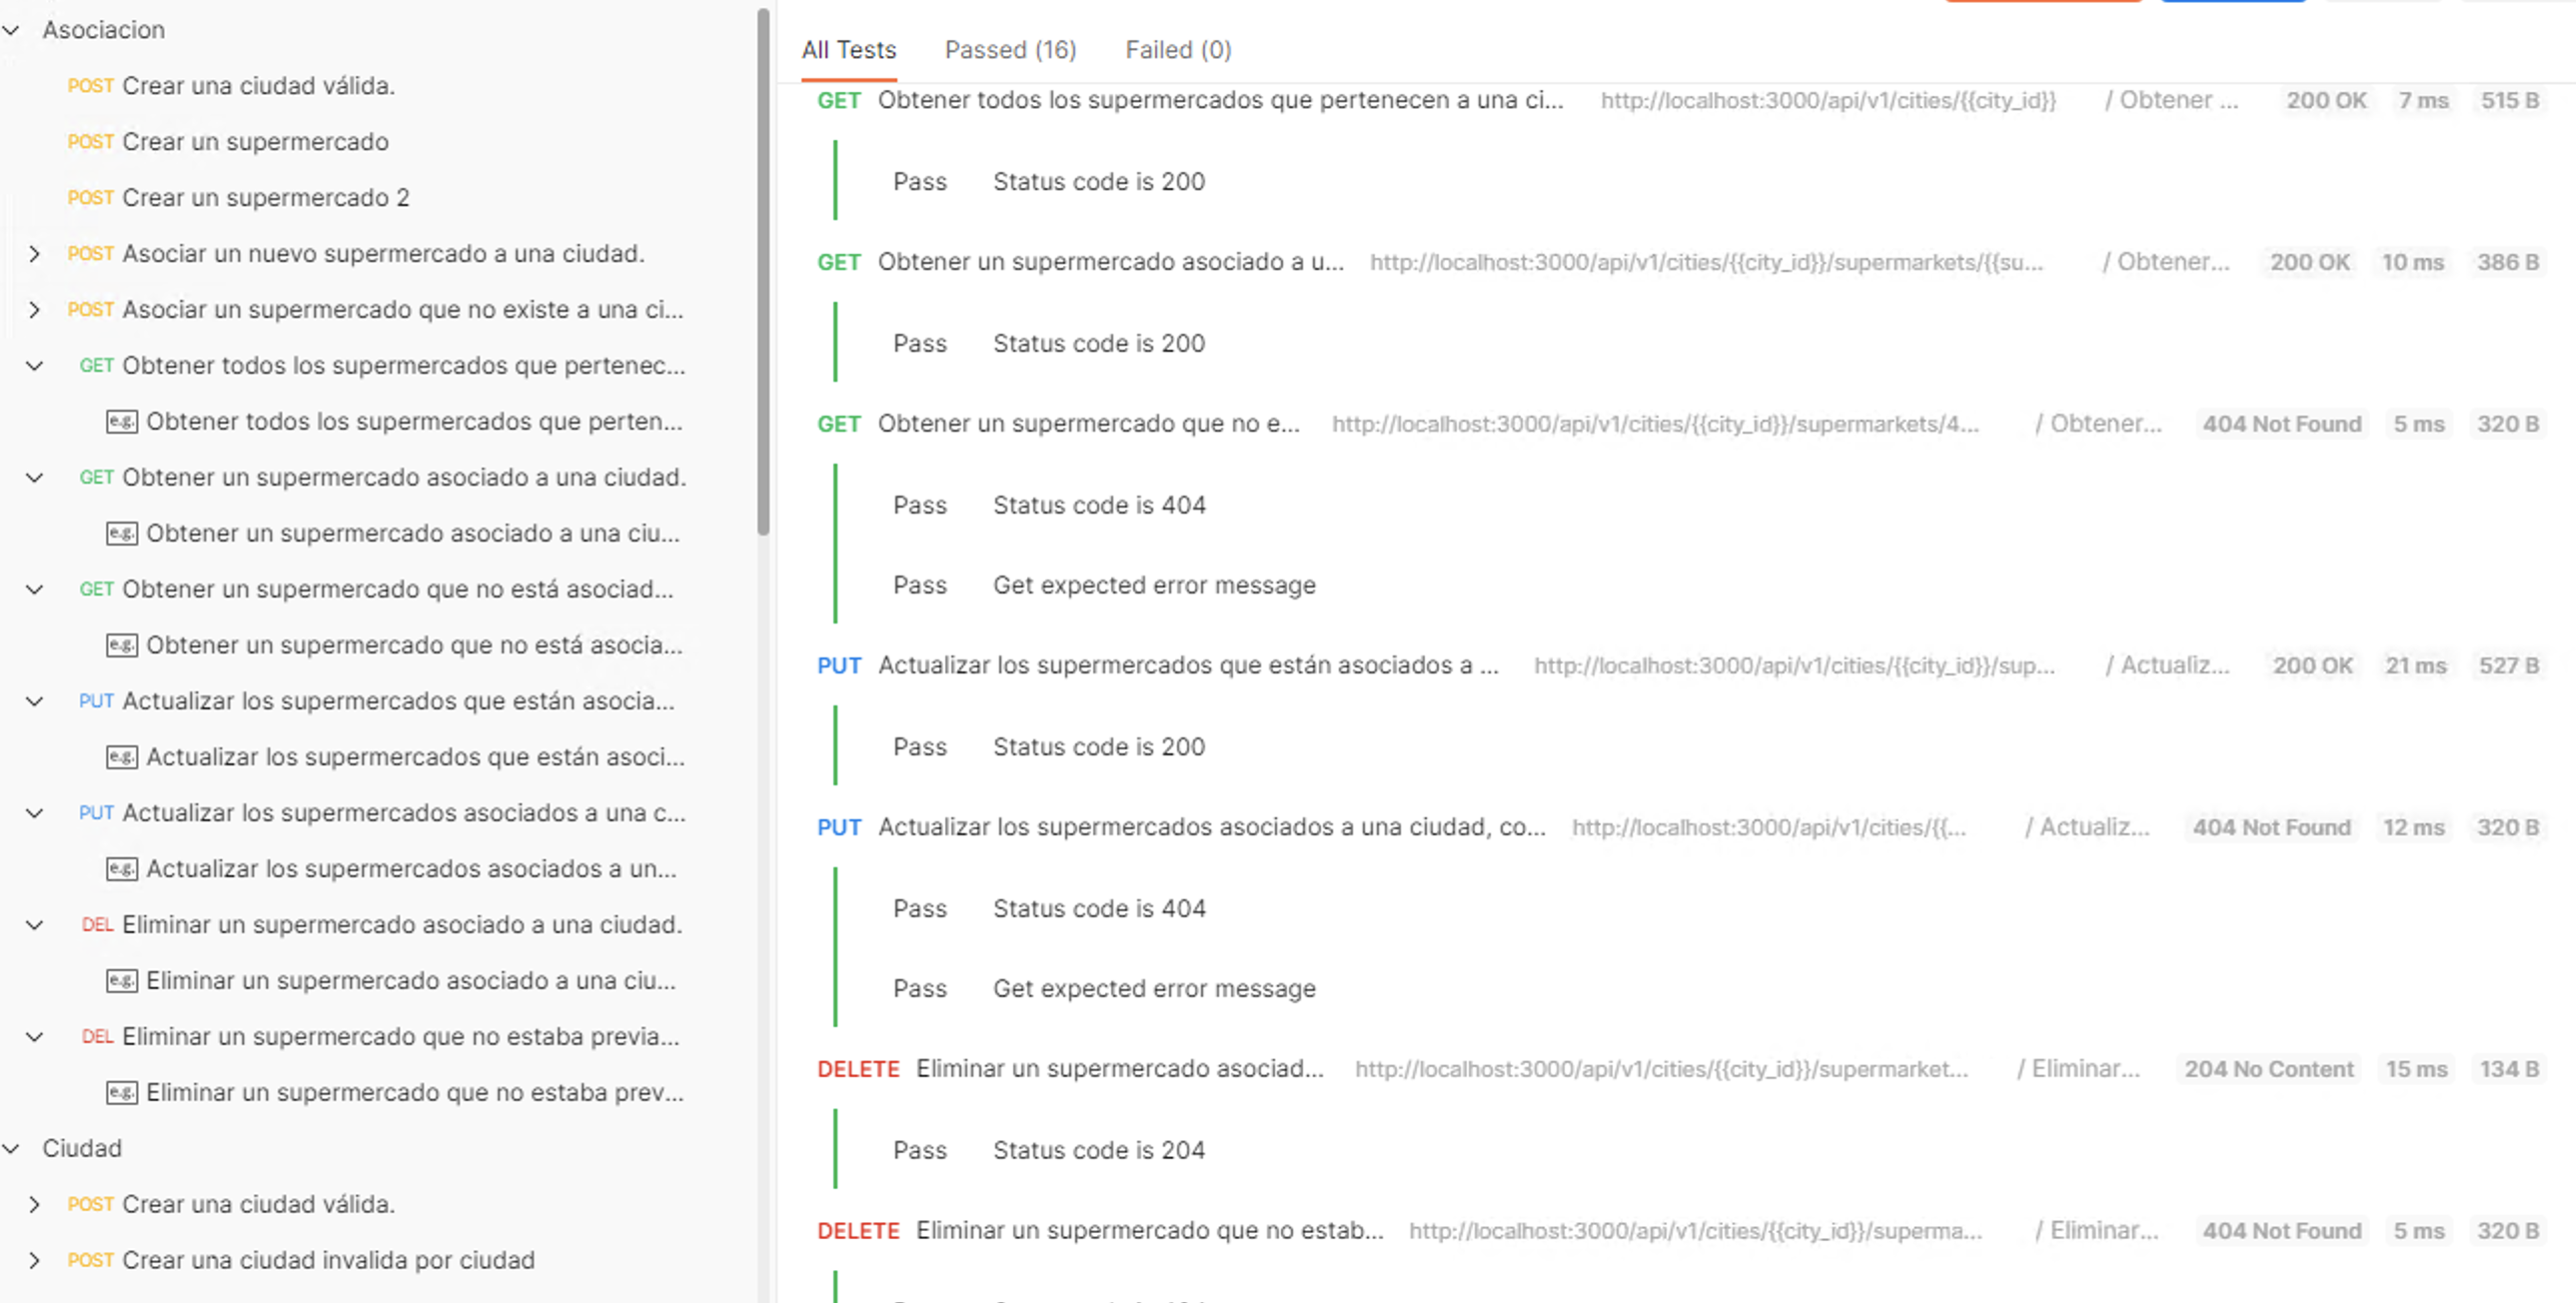 Asociacion
POST Crear una ciudad válida.
POST Crear un supermercado
POST Crear un supermercado 2
POST Asociar un nuevo supermercado a una ciudad.
POST Asociar un supermercado que no existe a una ci...
GET Obtener todos los supermercados que pertenec...
e.g. Obtener todos los supermercados que perten...
GET Obtener un supermercado asociado a una ciudad.
e.g. Obtener un supermercado asociado a una ciu...
GET Obtener un supermercado que no está asociad...
e.g. Obtener un supermercado que no está asocia...
PUT Actualizar los supermercados que están asocia...
e.g. Actualizar los supermercados que están asoci...
PUT Actualizar los supermercados asociados a una c...
e.g. Actualizar los supermercados asociados a un...
DEL Eliminar un supermercado asociado a una ciudad.
e.g. Eliminar un supermercado asociado a una ciu...
DEL Eliminar un supermercado que no estaba previa...
e.g. Eliminar un supermercado que no estaba prev...
Ciudad
POST Crear una ciudad válida.
POST Crear una ciudad invalida por ciudad
All Tests Passed (16) Failed (0)
GET Obtener todos los supermercados que pertenecen a una ci... http://localhost:3000/api/v1/cities/{{city_id}} / Obtener ... 200 OK 7 ms 515 B
Pass Status code is 200
GET Obtener un supermercado asociado a u... http://localhost:3000/api/v1/cities/{{city_id}}/supermarkets/{{su... / Obtener... 200 OK 10 ms 386 B
Pass Status code is 200
GET Obtener un supermercado que no e... http://localhost:3000/api/v1/cities/{{city_id}}/supermarkets/4... / Obtener... 404 Not Found 5 ms 320 B
Pass Status code is 404
Pass Get expected error message
PUT Actualizar los supermercados que están asociados a ... http://localhost:3000/api/v1/cities/{{city_id}}/sup... / Actualiz... 200 OK 21 ms 527 B
Pass Status code is 200
PUT Actualizar los supermercados asociados a una ciudad, co... http://localhost:3000/api/v1/cities/{{... / Actualiz... 404 Not Found 12 ms 320 B
Pass Status code is 404
Pass Get expected error message
DELETE Eliminar un supermercado asociad... http://localhost:3000/api/v1/cities/{{city_id}}/supermarket... / Eliminar... 204 No Content 15 ms 134 B
Pass Status code is 204
DELETE Eliminar un supermercado que no estab... http://localhost:3000/api/v1/cities/{{city_id}}/superma... / Eliminar... 404 Not Found 5 ms 320 B